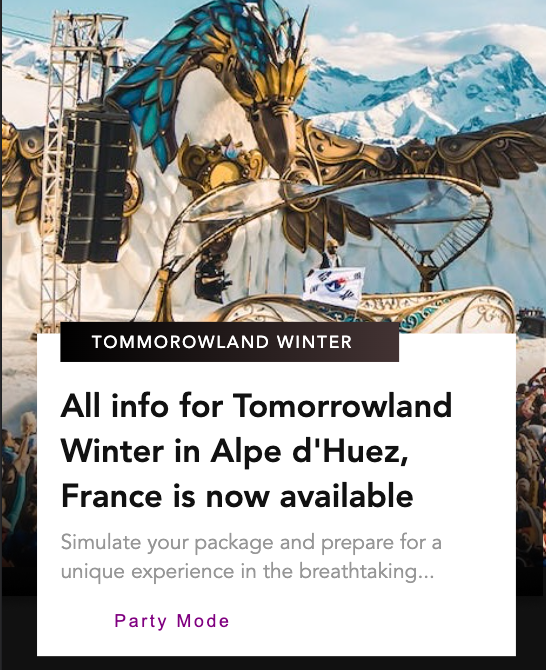 TOMMOROWLAND WINTER
All info for Tomorrowland
Winter in Alpe d'Huez,
France is now available
Simulate your package and prepare for a
unique experience in the breathtaking...
Party Mode